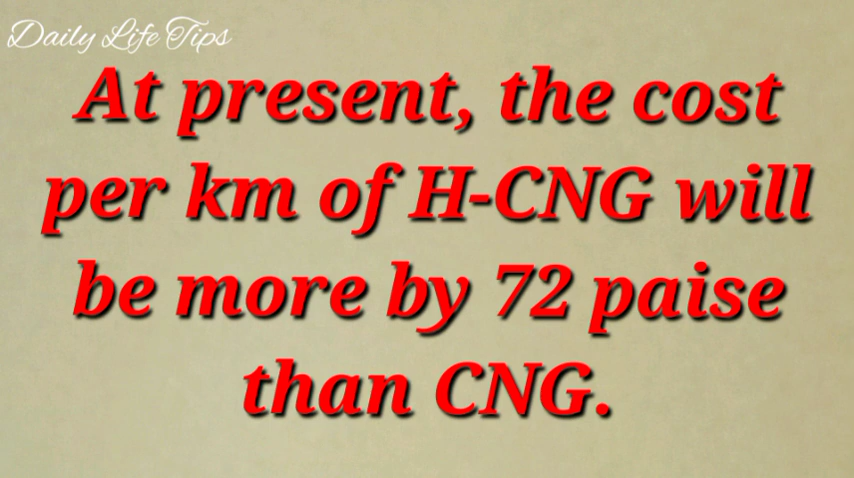 Daily Life Tips
At present, the cost
per km of H-CNG will
be more by 72 paise
than CNG.